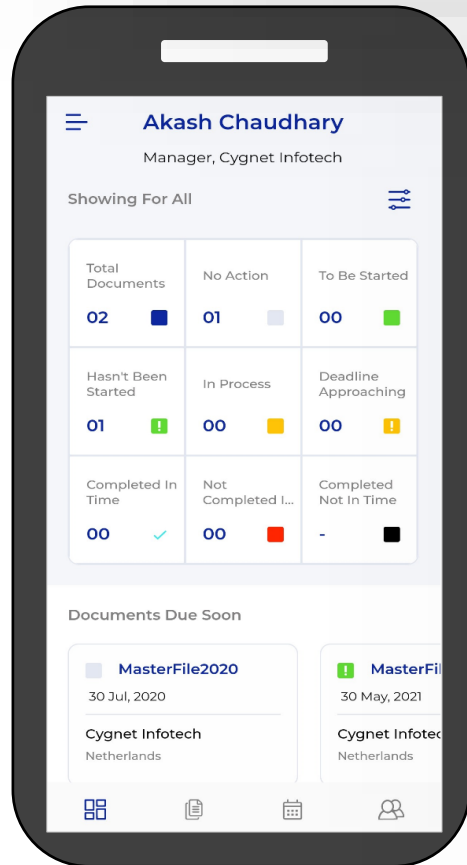 Akash Chaudhary
Manager, Cygnet Infotech
Showing For All
Total
Documents
02
No Action
01
To Be Started
00
Hasn't Been
Started
01
!
In Process
00
Deadline
Approaching
00
!
Completed In
Time
00
Not
Completed I...
00
Completed
Not In Time
-
Documents Due Soon
MasterFile2020
30 Jul, 2020
Cygnet Infotech
Netherlands
!
MasterFil
30 May, 2021
Cygnet Infotec
Netherlands